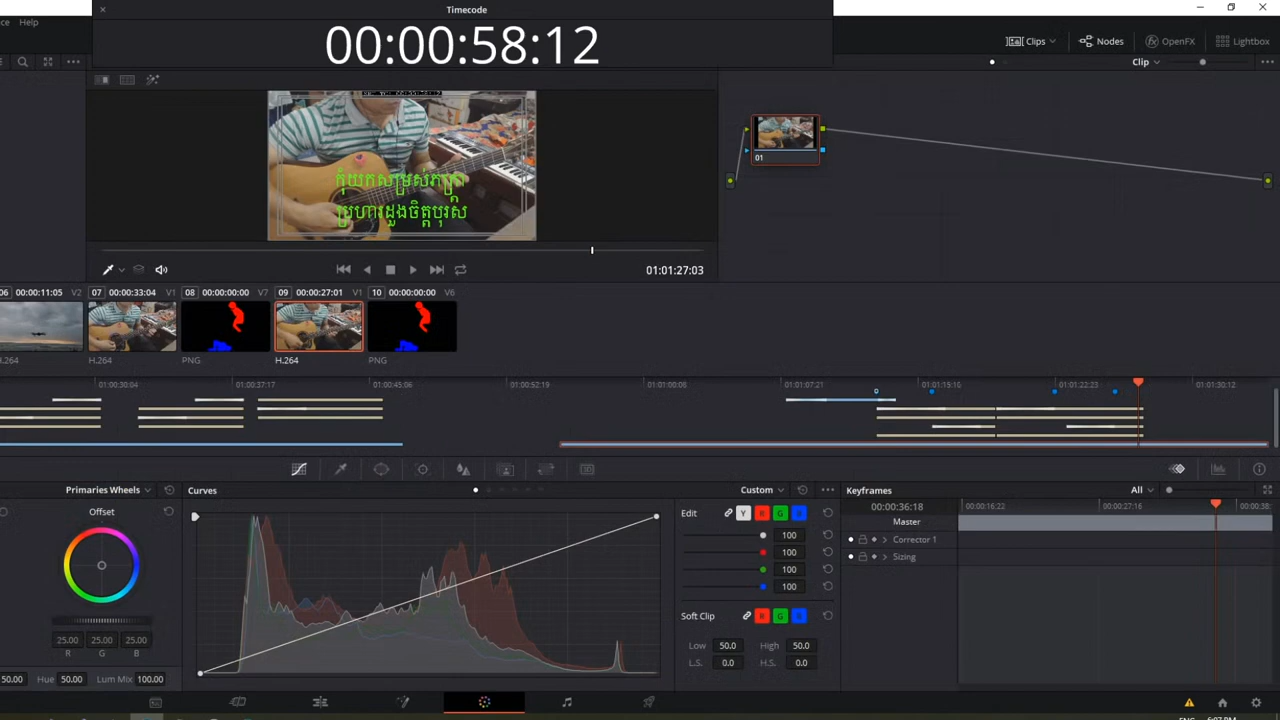 Timecode
00:00:58:12
Help
Clips
Nodes
OpenFX
Lightbox
Clip
01
កុំយកសម្រស់ភក្ត្រា
ប្រហារដួងចិត្តបុរស
01:01:27:03
06 00:00:11:05 V2
07 00:00:33:04 V1
08 00:00:00:00 V7
09 00:00:27:01 V1
10 00:00:00:00 V6
H.264
PNG
H.264
PNG
01:00:30:04
01:00:37:17
01:00:45:06
01:00:52:19
01:01:00:08
01:01:07:21
01:01:15:16
01:01:22:23
01:01:30:12
Primaries Wheels
Curves
Custom
Keyframes
All
Offset
Edit
Y R G B
100
100
100
100
Soft Clip
R G B
Low 50.0 High 50.0
L.S. 0.0 H.S. 0.0
25.00 25.00 25.00
R G B
50.00 Hue 50.00 Lum Mix 100.00
00:00:36:18
00:00:16:22
00:00:27:16
00:00:38:
Master
Corrector 1
Sizing